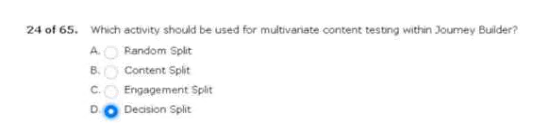 24 of 65. Which activity should be used for multivariate content testing within Journey Builder?
A. Random Split
B. Content Split
C. Engagement Split
D. Decision Split